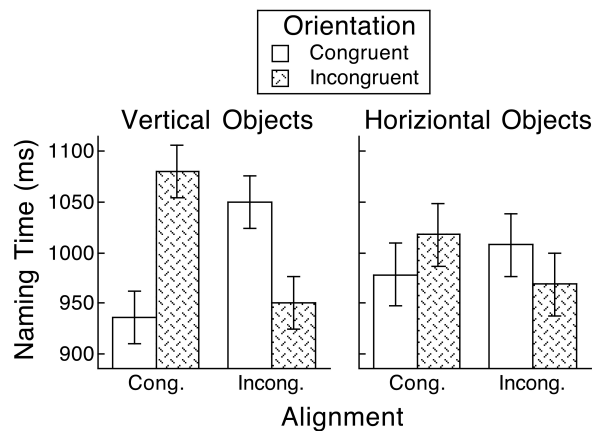 Orientation
Congruent
Incongruent
Vertical Objects
Horiziontal Objects
Naming Time (ms)
1100
1050
1000
950
900
Cong.
Incong.
Cong.
Incong.
Alignment